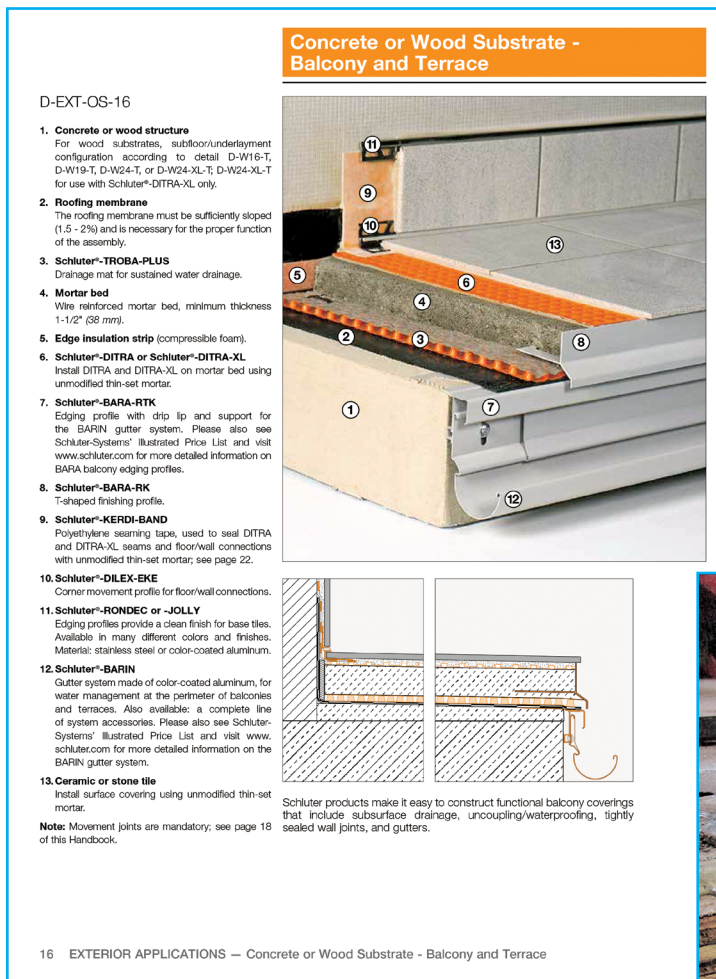 Concrete or Wood Substrate -
Balcony and Terrace
D-EXT-OS-16
1. Concrete or wood structure
For wood substrates, subfloor/underlayment
configuration according to detail D-W16-T,
D-W19-T, D-W24-T, or D-W24-XL-T; D-W24-XL-T
for use with Schluter®-DITRA-XL only.
2. Roofing membrane
The roofing membrane must be sufficiently sloped
(1.5 - 2%) and is necessary for the proper function
of the assembly.
3. Schluter®-TROBA-PLUS
Drainage mat for sustained water drainage.
4. Mortar bed
Wire reinforced mortar bed, minimum thickness
1-1/2" (38 mm).
5. Edge insulation strip (compressible foam).
6. Schluter®-DITRA or Schluter®-DITRA-XL
Install DITRA and DITRA-XL on mortar bed using
unmodified thin-set mortar.
7. Schluter®-BARA-RTK
Edging profile with drip lip and support for
the BARIN gutter system. Please also see
Schluter-Systems' Illustrated Price List and visit
www.schluter.com for more detailed information on
BARA balcony edging profiles.
8. Schluter®-BARA-RK
T-shaped finishing profile.
9. Schluter®-KERDI-BAND
Polyethylene seaming tape, used to seal DITRA
and DITRA-XL seams and floor/wall connections
with unmodified thin-set mortar; see page 22.
10. Schluter®-DILEX-EKE
Corner movement profile for floor/wall connections.
11. Schluter®-RONDEC or -JOLLY
Edging profiles provide a clean finish for base tiles.
Available in many different colors and finishes.
Material: stainless steel or color-coated aluminum.
12. Schluter®-BARIN
Gutter system made of color-coated aluminum, for
water management at the perimeter of balconies
and terraces. Also available: a complete line
of system accessories. Please also see Schluter-
Systems' Illustrated Price List and visit www.
schluter.com for more detailed information on the
BARIN gutter system.
13. Ceramic or stone tile
Install surface covering using unmodified thin-set
mortar.
Note: Movement joints are mandatory; see page 18
of this Handbook.
11
9
10
13
5
6
4
2
3
8
1
7
12
Schluter products make it easy to construct functional balcony coverings
that include subsurface drainage, uncoupling/waterproofing, tightly
sealed wall joints, and gutters.
16 EXTERIOR APPLICATIONS — Concrete or Wood Substrate - Balcony and Terrace